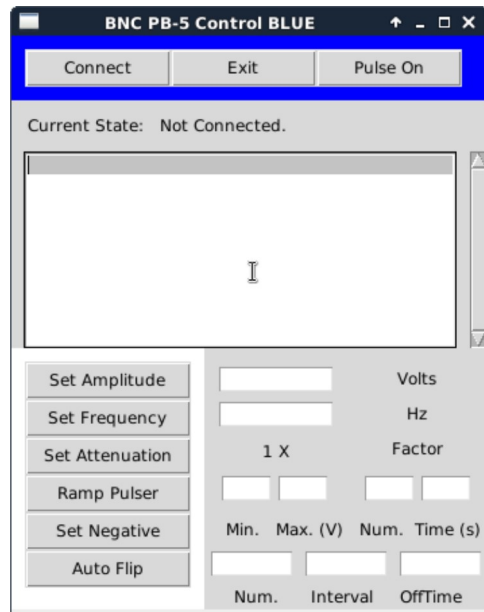 BNC PB-5 Control BLUE
Connect Exit Pulse On
Current State: Not Connected.
Set Amplitude Volts
Set Frequency Hz
Set Attenuation 1 X Factor
Ramp Pulser
Set Negative Min. Max. (V) Num. Time (s)
Auto Flip
Num. Interval OffTime